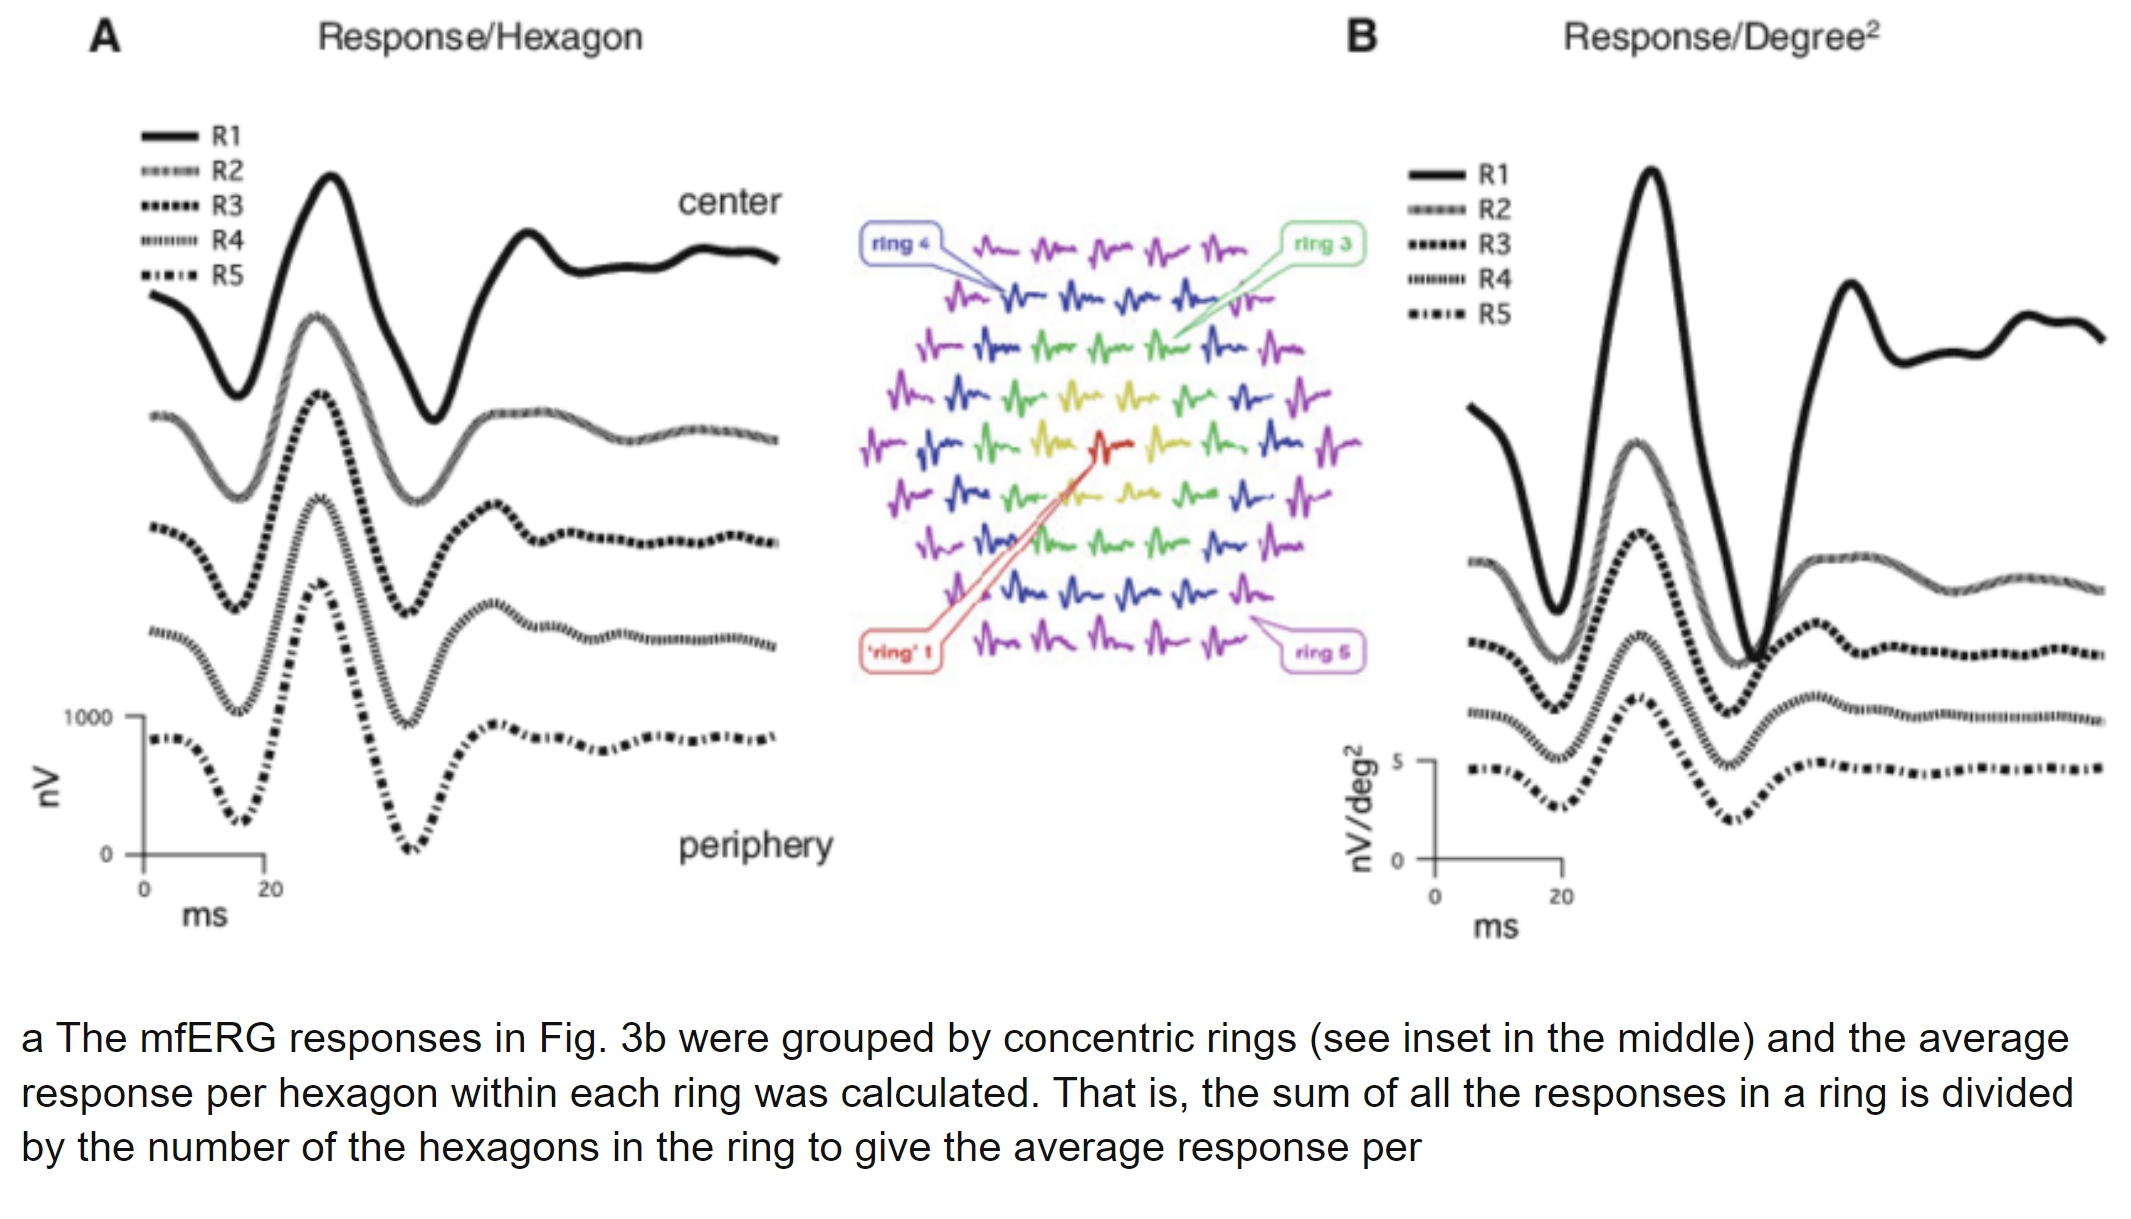 A
Response/Hexagon
B
Response/Degree²
R1
R2
R3
R4
R5
center
periphery
1000
0
nV
0
20
ms
ring 4
ring 3
'ring' 1
ring 5
R1
R2
R3
R4
R5
5
0
nV/deg²
0
20
ms
a The mfERG responses in Fig. 3b were grouped by concentric rings (see inset in the middle) and the average
response per hexagon within each ring was calculated. That is, the sum of all the responses in a ring is divided
by the number of the hexagons in the ring to give the average response per